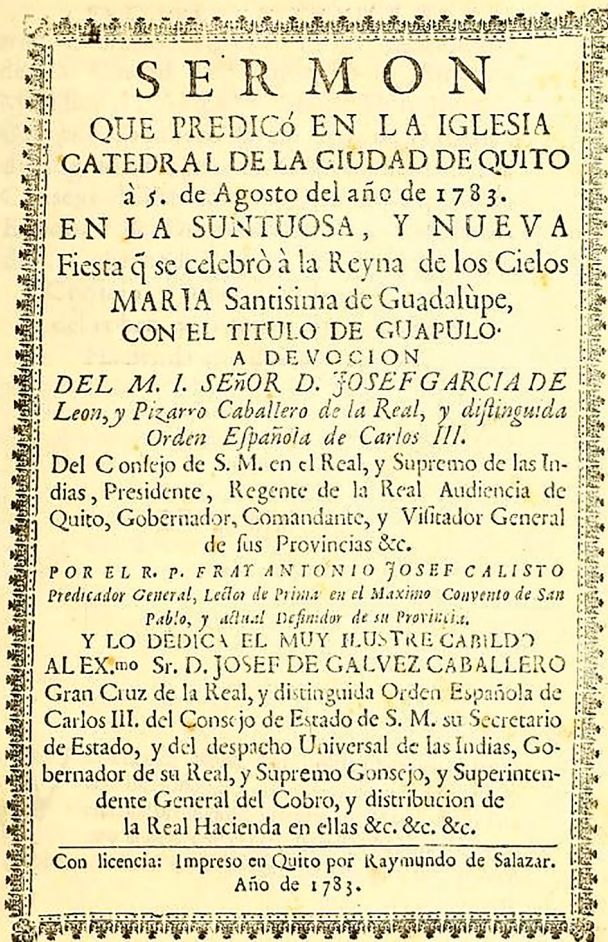 SERMON
QUE PREDICó EN LA IGLESIA
CATEDRAL DE LA CIUDAD DE QUITO
à 5. de Agosto del año de 1783.
EN LA SUNTUOSA, Y NUEVA
Fiesta q̃ se celebrò à la Reyna de los Cielos
MARIA Santisima de Guadalùpe,
CON EL TITULO DE GUAPULO·
A DEVOCION
DEL M. I. SEñOR D. JOSEF GARCIA DE
Leon, y Pizarro Caballero de la Real, y diſtinguida
Orden Eſpañola de Carlos III.
Del Conſejo de S. M. en el Real, y Supremo de las In-
dias, Presidente, Regente de la Real Audiencia de
Quito, Gobernador, Comandante, y Viſitador General
de ſus Provincias &c.
POR EL R. P. FRAY ANTONIO JOSEF CALISTO
Predicador General, Lector de Prima en el Maximo Convento de San
Pablo, y actual Definidor de su Provincia.
Y LO DEDICA EL MUY ILUSTRE CABILDO
AL EX.mo Sr. D. JOSEF DE GALVEZ CABALLERO
Gran Cruz de la Real, y distinguida Orden Española de
Carlos III. del Consejo de Estado de S. M. su Secretario
de Estado, y del despacho Universal de las Indias, Go-
bernador de su Real, y Supremo Gonsejo, y Superinten-
dente General del Cobro, y distribucion de
la Real Hacienda en ellas &c. &c. &c.
Con licencia: Impreso en Quito por Raymundo de Salazar.
Año de 1783.